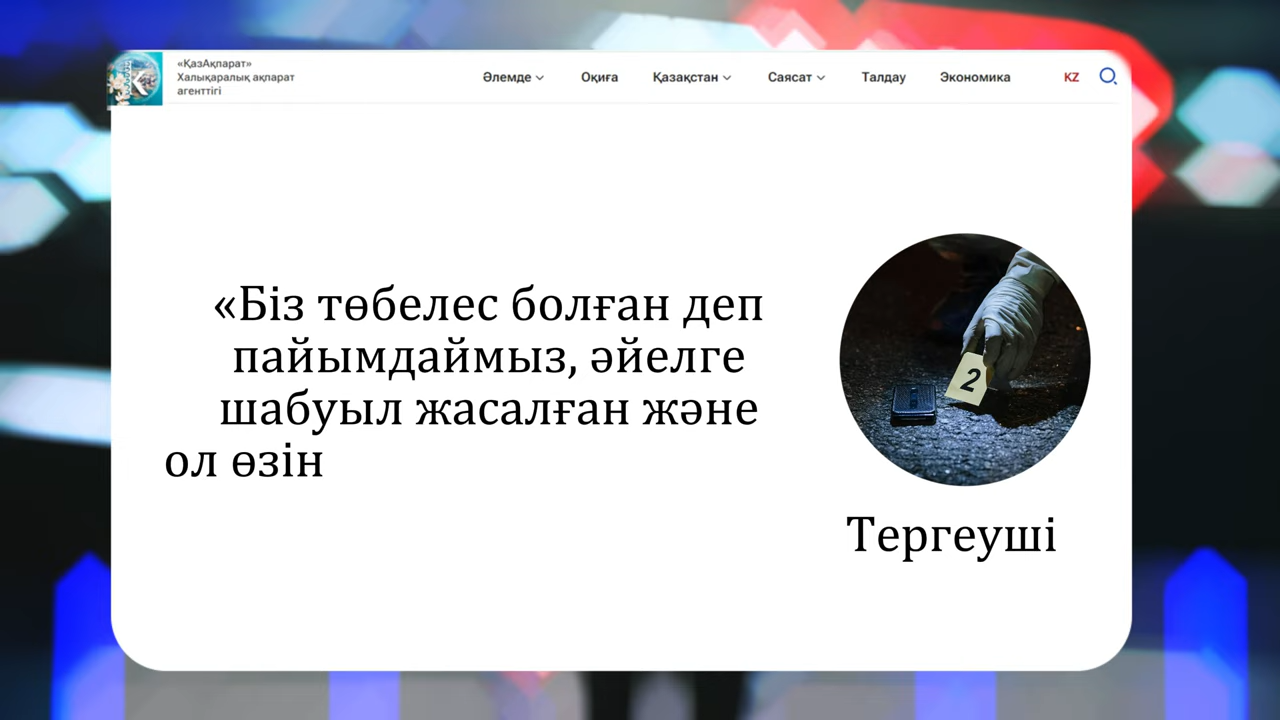 «ҚазАқпарат»
Халықаралық ақпарат
агенттігі
Әлемде Оқиға Қазақстан Саясат Талдау Экономика KZ
«Біз төбелес болған деп
пайымдаймыз, әйелге
шабуыл жасалған және
ол өзін
2
Тергеуші